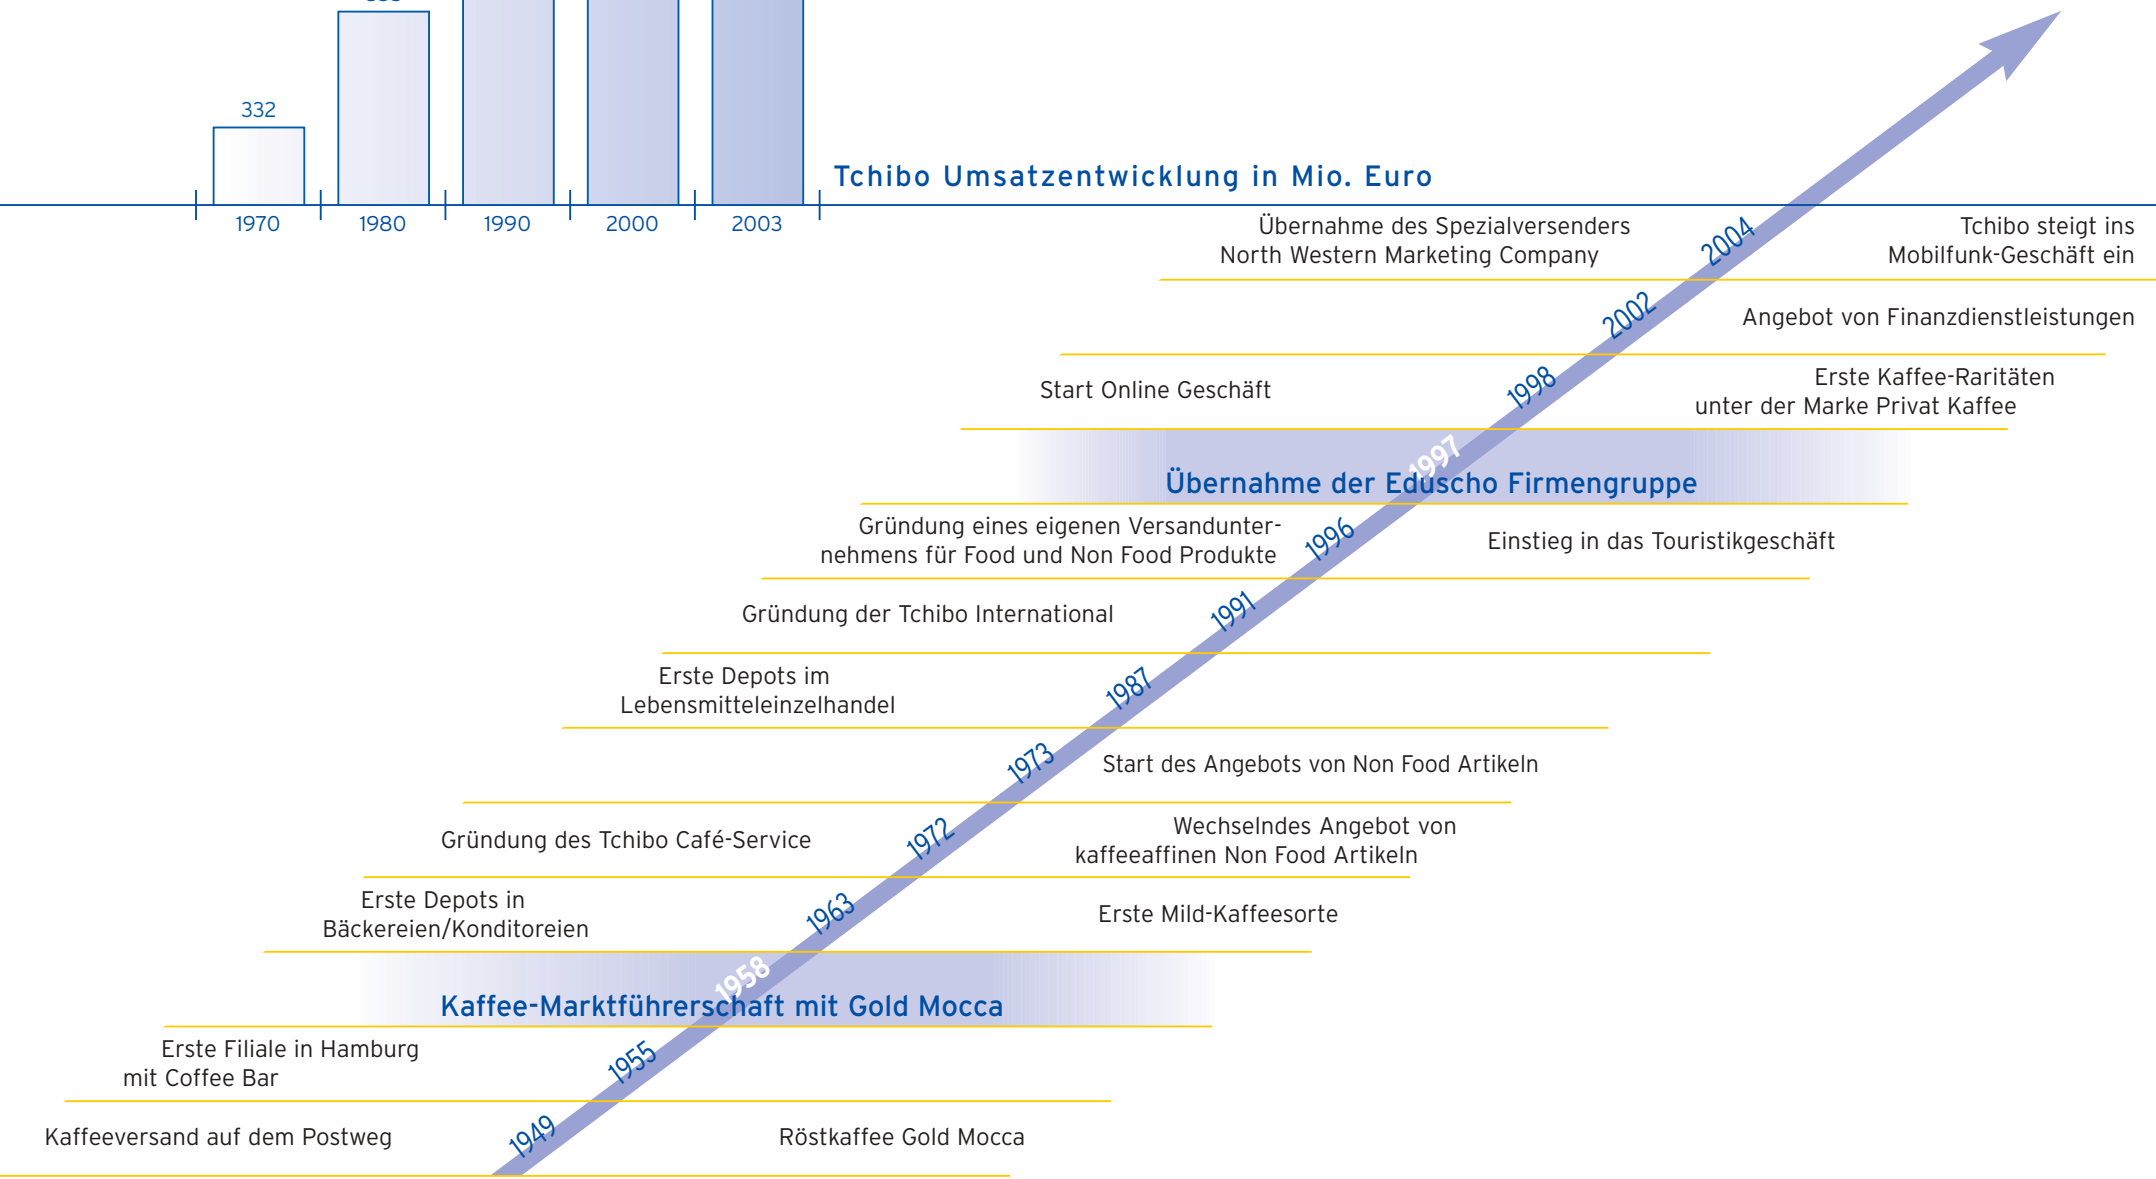 332
Tchibo Umsatzentwicklung in Mio. Euro
1970 1980 1990 2000 2003
Übernahme des Spezialversenders
North Western Marketing Company
2004
Tchibo steigt ins
Mobilfunk-Geschäft ein
2002
Angebot von Finanzdienstleistungen
Start Online Geschäft
1998
Erste Kaffee-Raritäten
unter der Marke Privat Kaffee
1997
Übernahme der Eduscho Firmengruppe
Gründung eines eigenen Versandunter-
nehmens für Food und Non Food Produkte
1996
Einstieg in das Touristikgeschäft
Gründung der Tchibo International
1991
Erste Depots im
Lebensmitteleinzelhandel
1987
1973
Start des Angebots von Non Food Artikeln
Gründung des Tchibo Café-Service
1972
Wechselndes Angebot von
kaffeeaffinen Non Food Artikeln
Erste Depots in
Bäckereien/Konditoreien
1963
Erste Mild-Kaffeesorte
1958
Kaffee-Marktführerschaft mit Gold Mocca
Erste Filiale in Hamburg
mit Coffee Bar
1955
Kaffeeversand auf dem Postweg
1949
Röstkaffee Gold Mocca